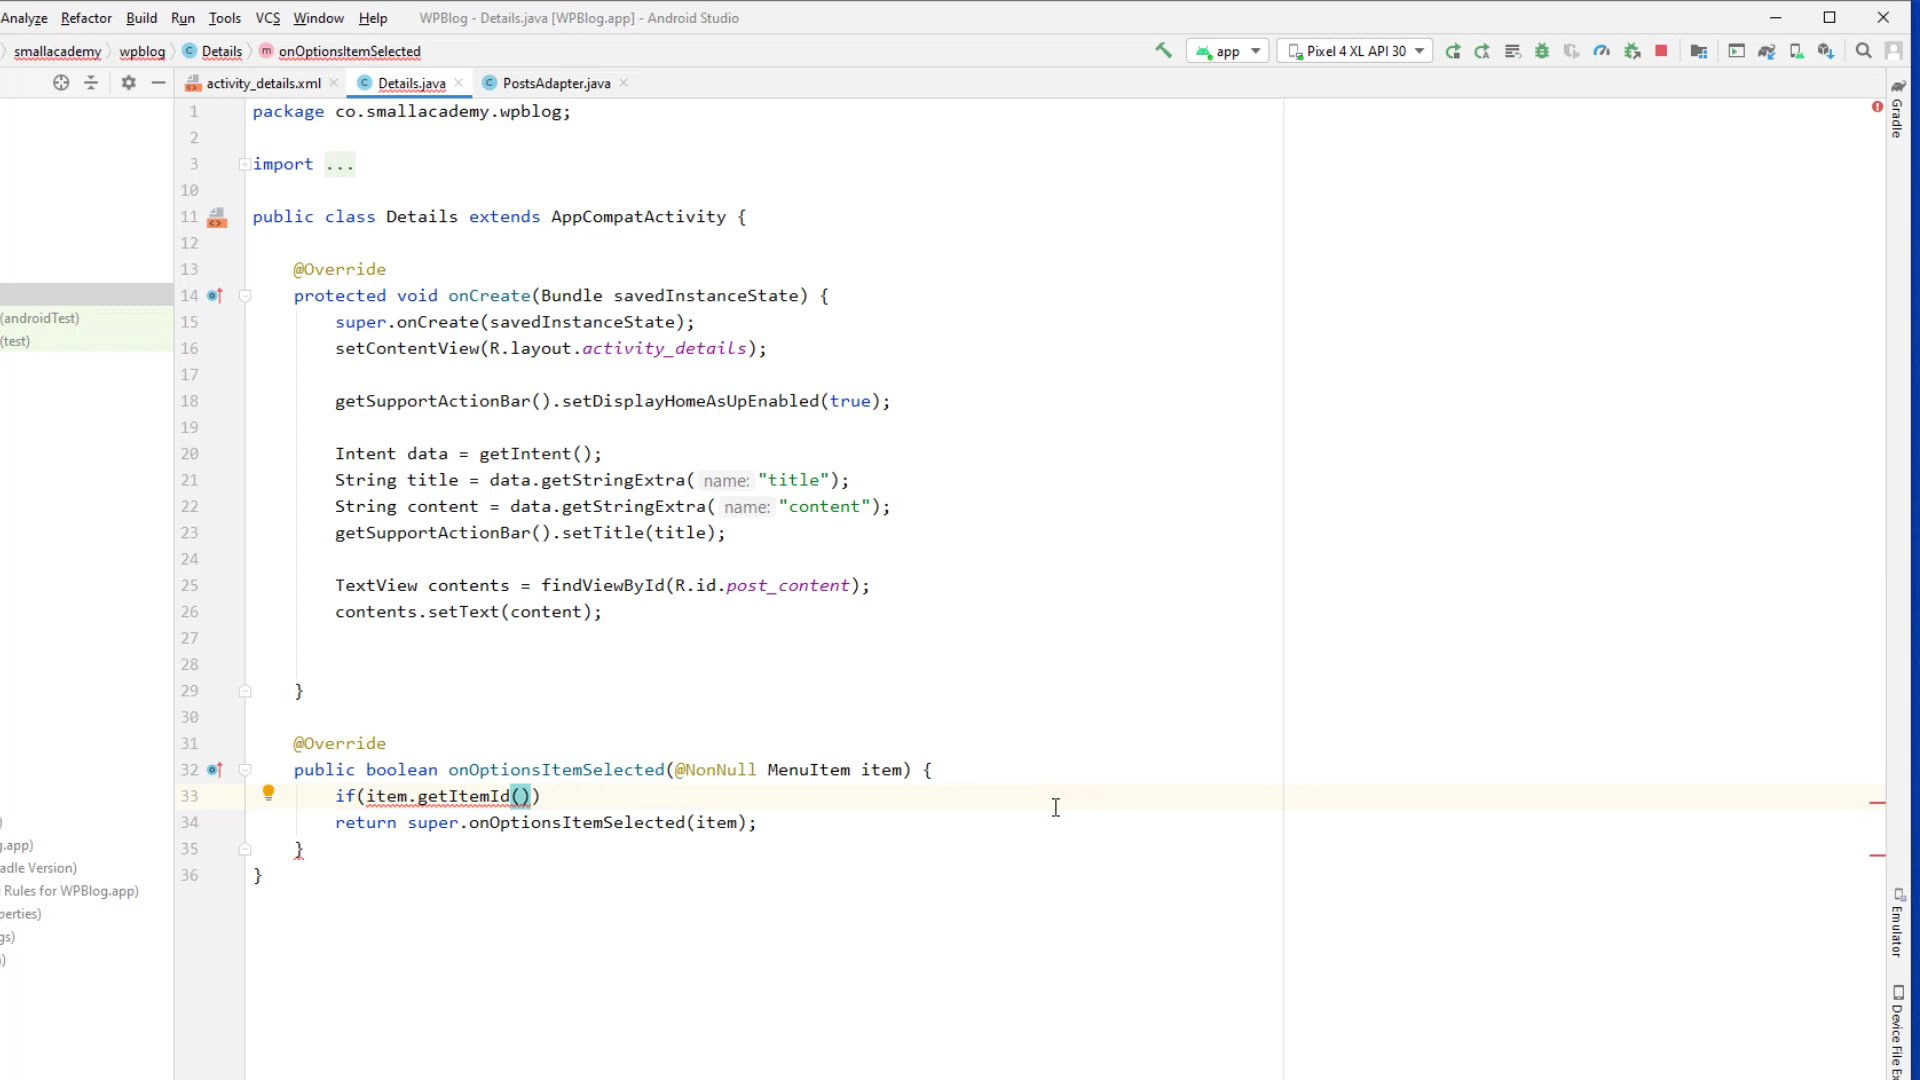 Analyze Refactor Build Run Tools VCS Window Help WPBlog - Details.java [WPBlog.app] - Android Studio
smallacademy wpblog C Details m onOptionsItemSelected app Pixel 4 XL API 30
activity_details.xml C Details.java C PostsAdapter.java
1 package co.smallacademy.wpblog;
2
3 import ...
10
11 public class Details extends AppCompatActivity {
12
13 @Override
14 protected void onCreate(Bundle savedInstanceState) {
15 super.onCreate(savedInstanceState);
16 setContentView(R.layout.activity_details);
17
18 getSupportActionBar().setDisplayHomeAsUpEnabled(true);
19
20 Intent data = getIntent();
21 String title = data.getStringExtra( name: "title");
22 String content = data.getStringExtra( name: "content");
23 getSupportActionBar().setTitle(title);
24
25 TextView contents = findViewById(R.id.post_content);
26 contents.setText(content);
27
28
29 }
30
31 @Override
32 public boolean onOptionsItemSelected(@NonNull MenuItem item) {
33 if(item.getItemId())
34 return super.onOptionsItemSelected(item);
35 }
36 }
(androidTest)
(test)
)
g.app)
adle Version)
Rules for WPBlog.app)
perties)
gs)
)
Gradle
Emulator
Device File Ex